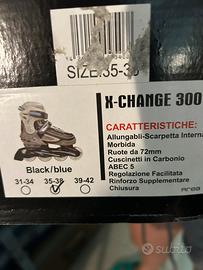 SIZE:35-38
X-CHANGE 300
CARATTERISTICHE:
Allungabili-Scarpetta Interna
Morbida
Ruote da 72mm
Cuscinetti in Carbonio
ABEC 5
Regolazione Facilitata
Rinforzo Supplementare
Chiusura
Black/blue
31-34 35-38 39-42
subito